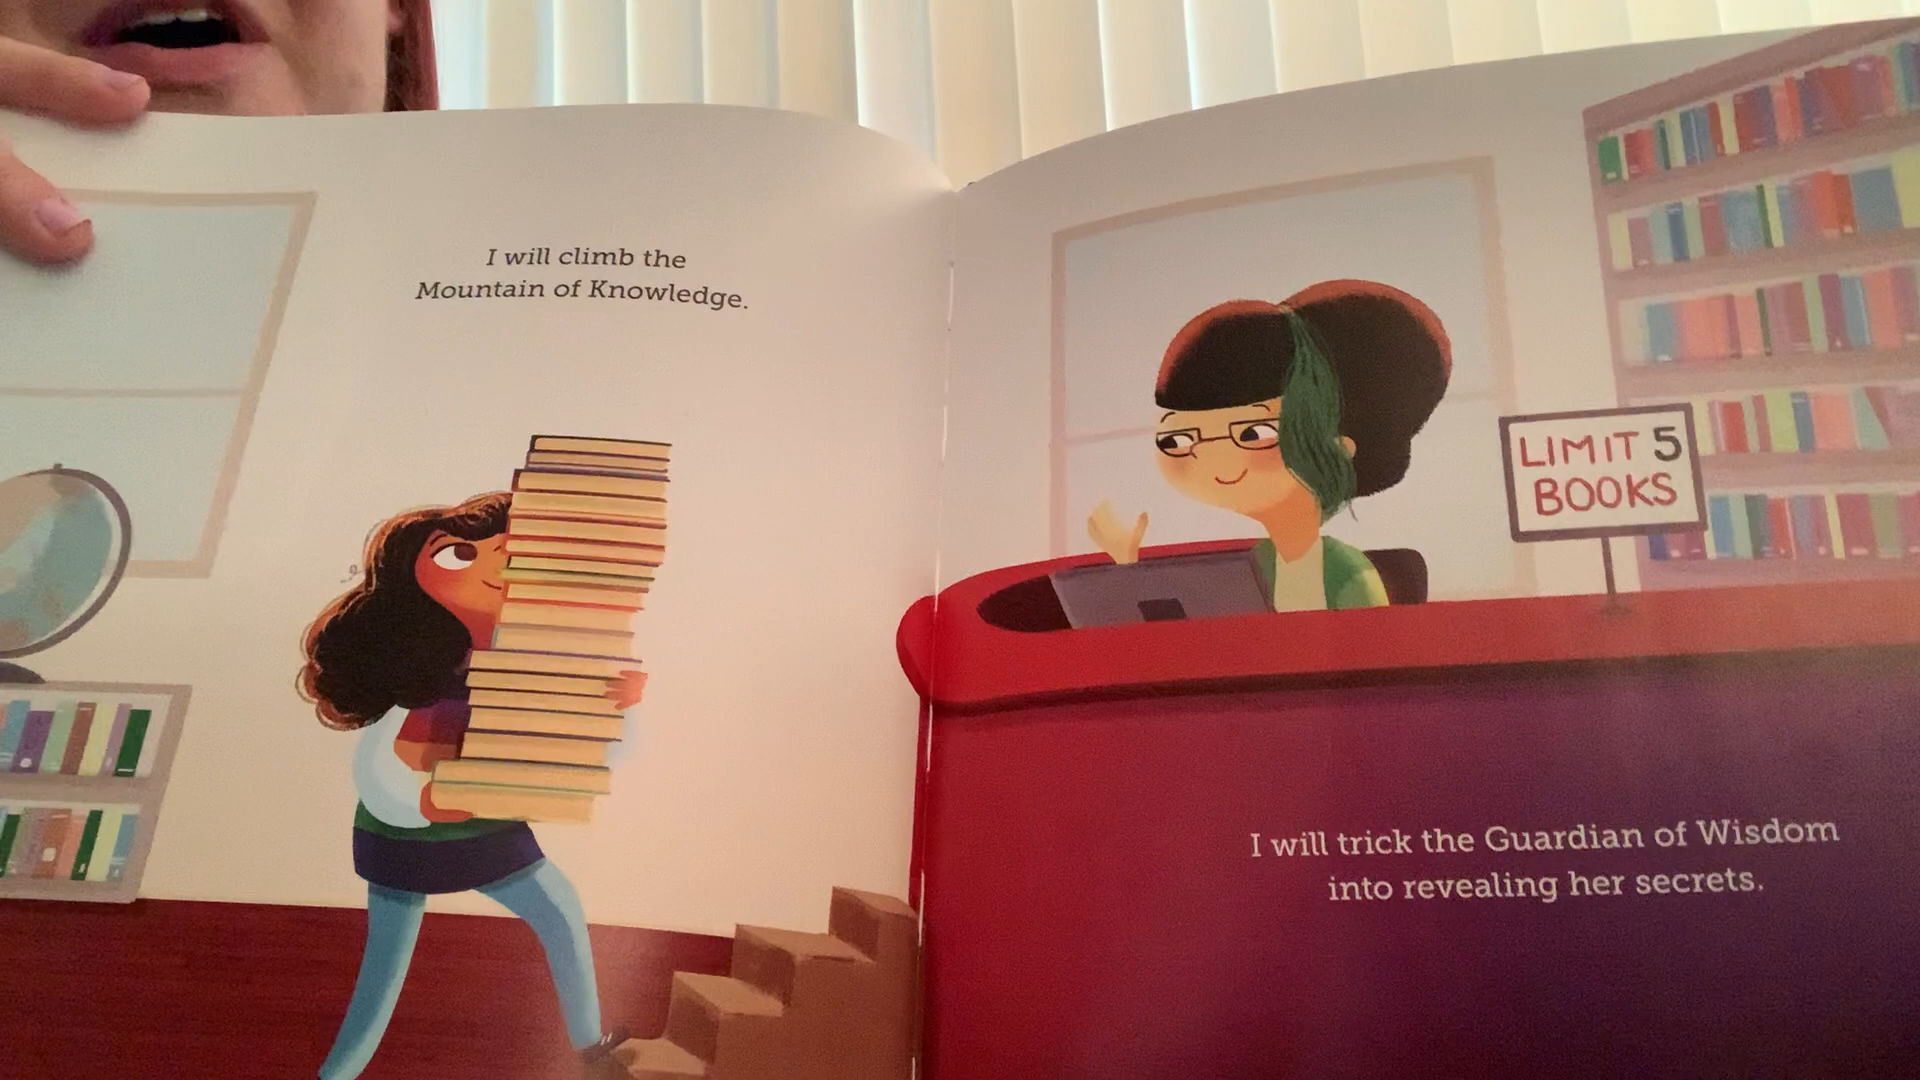 I will climb the
Mountain of Knowledge.
LIMIT 5
BOOKS
I will trick the Guardian of Wisdom
into revealing her secrets.